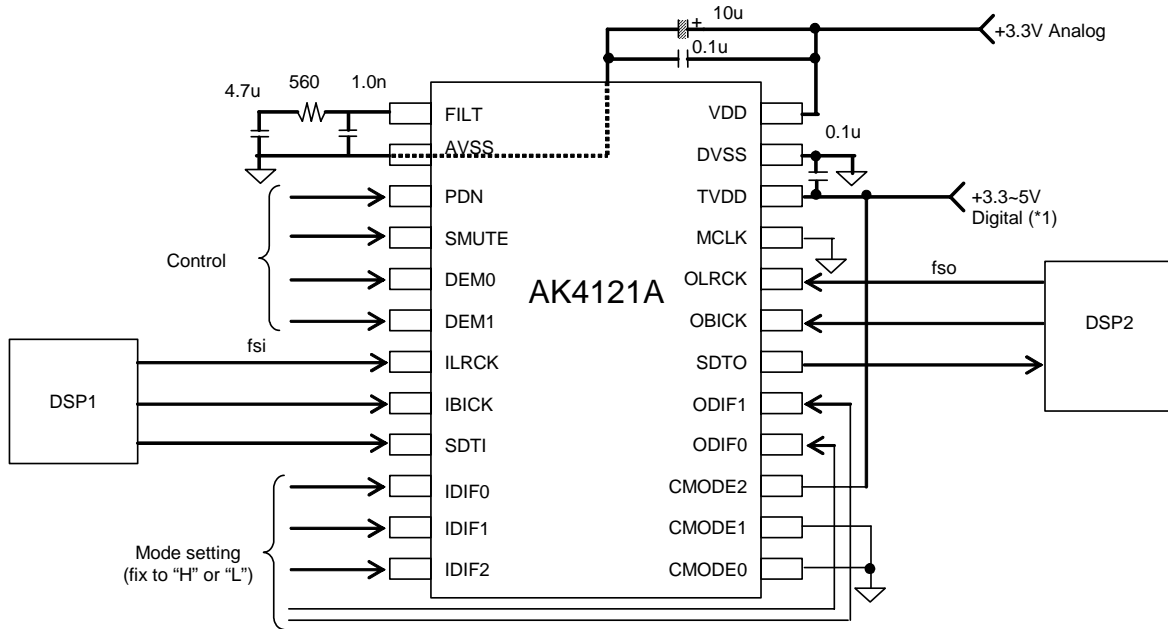 10u
+
+3.3V Analog
0.1u
4.7u
560
1.0n
FILT
AVSS
PDN
SMUTE
DEM0
DEM1
ILRCK
IBICK
SDTI
IDIF0
IDIF1
IDIF2
AK4121A
VDD
DVSS
TVDD
MCLK
OLRCK
OBICK
SDTO
ODIF1
ODIF0
CMODE2
CMODE1
CMODE0
0.1u
+3.3~5V
Digital (*1)
Control
fsi
DSP1
fso
DSP2
Mode setting
(fix to “H” or “L”)